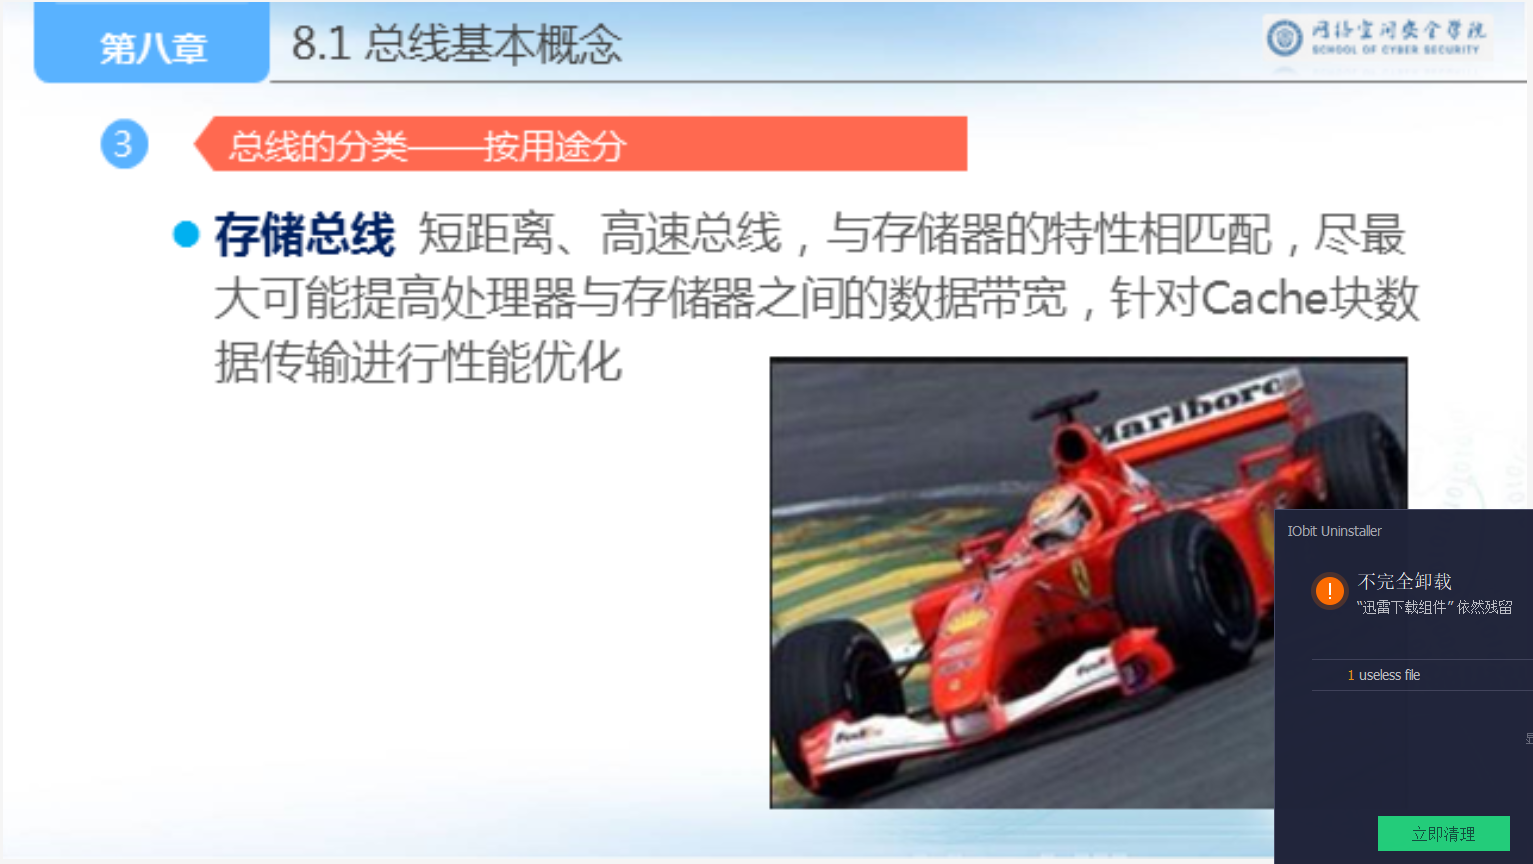 第八章
8.1 总线基本概念
网络空间安全学院
SCHOOL OF CYBER SECURITY
3
总线的分类——按用途分
存储总线 短距离、高速总线，与存储器的特性相匹配，尽最
大可能提高处理器与存储器之间的数据带宽，针对Cache块数
据传输进行性能优化
Marlboro
FedEx
FedEx
IObit Uninstaller
!
不完全卸载
“迅雷下载组件” 依然残留
1 useless file
立即清理